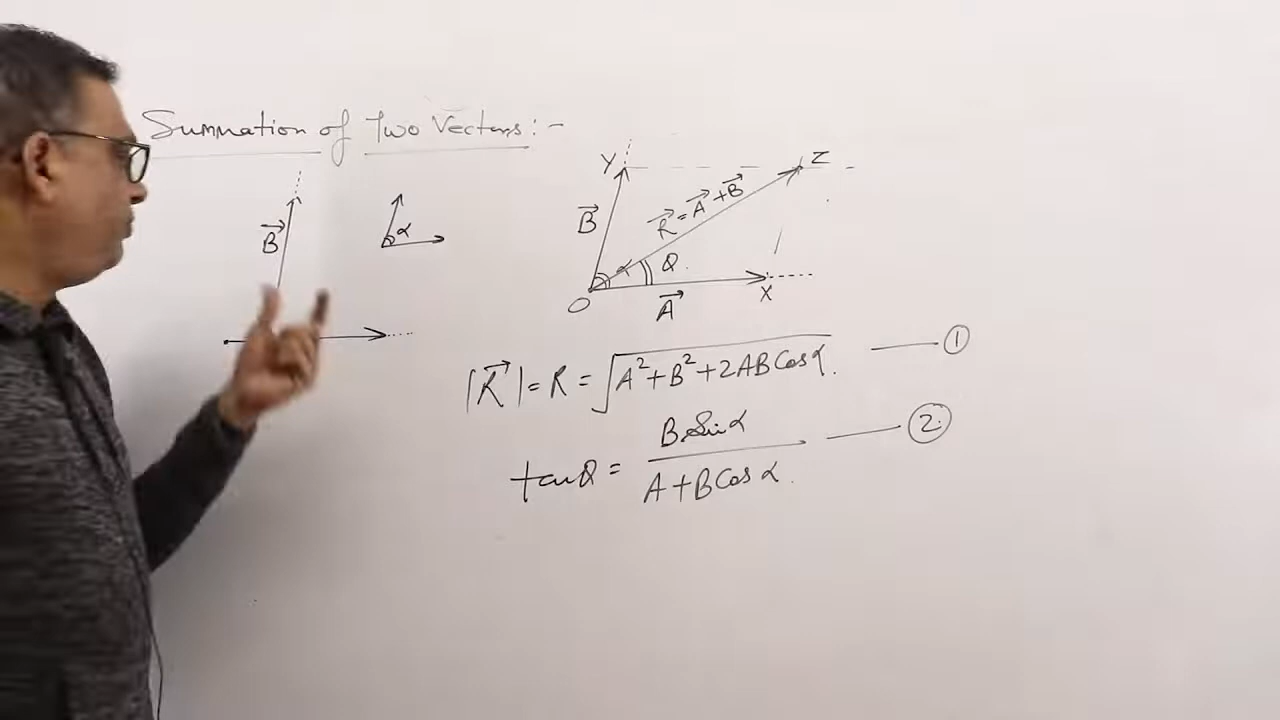 Summation of Two Vectors:-
B⃗
α
Y
Z
B⃗
R⃗ = A⃗ + B⃗
α
Q
O
A⃗
X
|R⃗| = R = √A² + B² + 2AB Cos α. —— ①
tan Q = B Sin α / A + B Cos α. —— ②